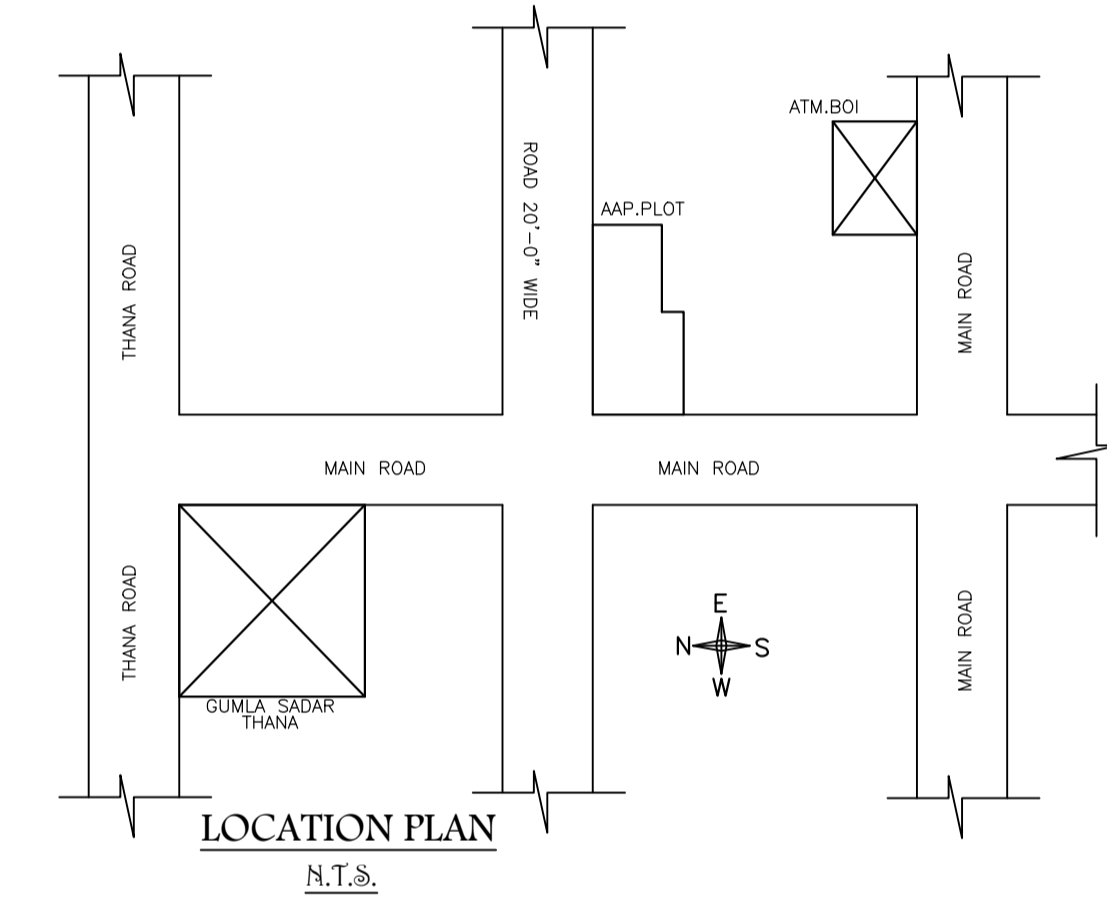 ATM.BOI
AAP.PLOT
ROAD 20'-0" WIDE
THANA ROAD
MAIN ROAD
MAIN ROAD
MAIN ROAD
THANA ROAD
MAIN ROAD
E
N S
W
GUMLA SADAR
THANA
LOCATION PLAN
N.T.S.